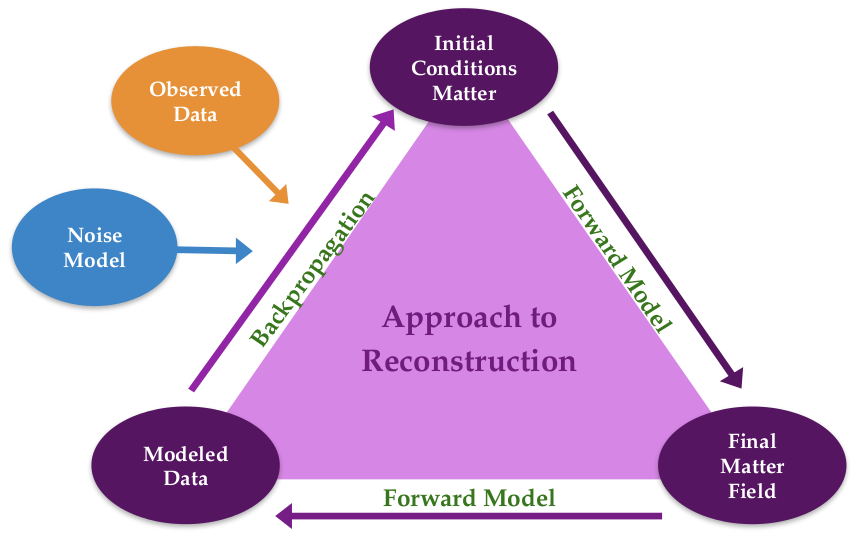 Initial
Conditions
Matter
Observed
Data
Noise
Model
Backpropagation
Forward Model
Approach to
Reconstruction
Modeled
Data
Final
Matter
Field
Forward Model